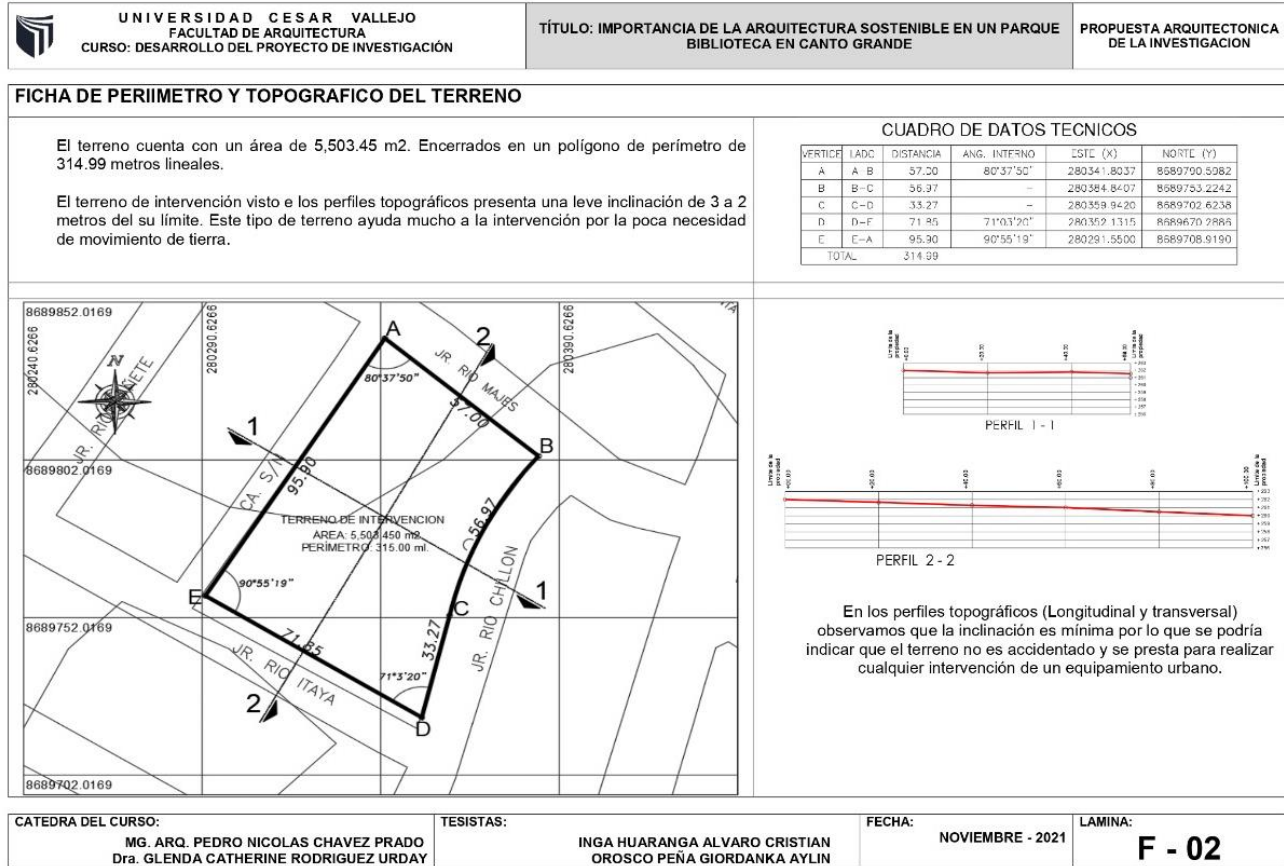 UNIVERSIDAD CESAR VALLEJO
FACULTAD DE ARQUITECTURA
CURSO: DESARROLLO DEL PROYECTO DE INVESTIGACIÓN
TÍTULO: IMPORTANCIA DE LA ARQUITECTURA SOSTENIBLE EN UN PARQUE
BIBLIOTECA EN CANTO GRANDE
PROPUESTA ARQUITECTONICA
DE LA INVESTIGACION
FICHA DE PERIIMETRO Y TOPOGRAFICO DEL TERRENO
El terreno cuenta con un área de 5,503.45 m2. Encerrados en un polígono de perímetro de
314.99 metros lineales.
El terreno de intervención visto e los perfiles topográficos presenta una leve inclinación de 3 a 2
metros del su límite. Este tipo de terreno ayuda mucho a la intervención por la poca necesidad
de movimiento de tierra.
CUADRO DE DATOS TECNICOS
VERTICE LADO DISTANCIA ANG. INTERNO ESTE (X) NORTE (Y)
A A-B 57.00 80°37'50" 280341.8037 8689790.5982
B B-C 56.97 - 280384.8407 8689753.2242
C C-D 33.27 - 280359.9420 8689702.6238
D D-E 71.85 71°03'20" 280352.1315 8689670.2886
E E-A 95.90 90°55'19" 280291.5500 8689708.9190
TOTAL 314.99
8689852.0169
280240.6266
280290.6266
280390.6266
N
A
2
JR. RIO MAJES
80°37'50"
57.00
1
B
8689802.0169
CA. S/N
95.90
56.97
TERRENO DE INTERVENCION
AREA: 5,503.450 m2
PERÍMETRO: 315.00 ml.
90°55'19"
E
1
C
JR. RIO CHILLON
8689752.0169
33.27
71.85
JR. RIO ITAYA
71°3'20"
2
D
8689702.0169
Limite de la
propiedad
PERFIL 1 - 1
Limite de la
propiedad
PERFIL 2 - 2
En los perfiles topográficos (Longitudinal y transversal)
observamos que la inclinación es mínima por lo que se podría
indicar que el terreno no es accidentado y se presta para realizar
cualquier intervención de un equipamiento urbano.
CATEDRA DEL CURSO:
MG. ARQ. PEDRO NICOLAS CHAVEZ PRADO
Dra. GLENDA CATHERINE RODRIGUEZ URDAY
TESISTAS:
INGA HUARANGA ALVARO CRISTIAN
OROSCO PEÑA GIORDANKA AYLIN
FECHA:
NOVIEMBRE - 2021
LAMINA:
F - 02